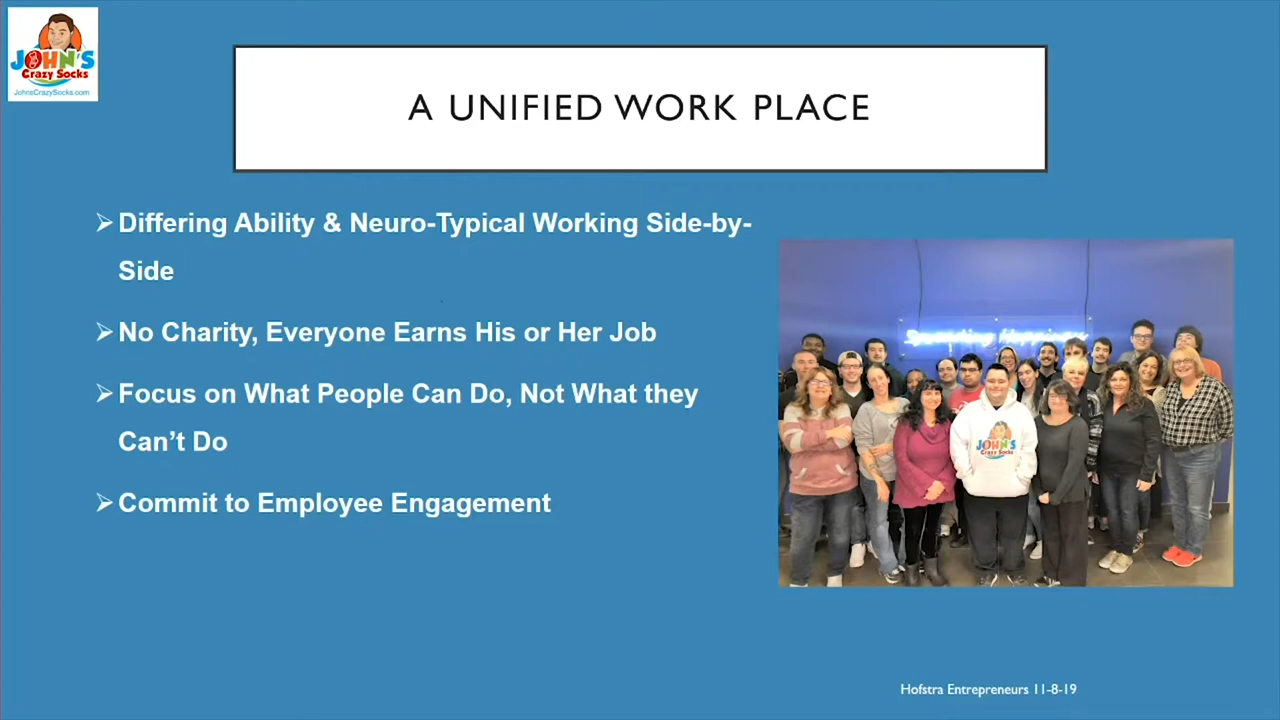 JOHN'S
Crazy Socks
JohnsCrazySocks.com
A UNIFIED WORK PLACE
➢Differing Ability & Neuro-Typical Working Side-by-
Side
➢No Charity, Everyone Earns His or Her Job
➢Focus on What People Can Do, Not What they
Can’t Do
➢Commit to Employee Engagement
Spreading Happiness
JOHN'S
Crazy Socks
Hofstra Entrepreneurs 11-8-19